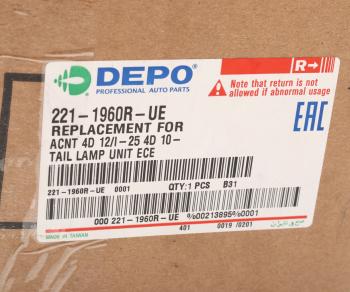 DEPO
PROFESSIONAL AUTO PARTS
R→
Note that return is not
allowed if abnormal usage
221-1960R-UE
REPLACEMENT FOR
ACNT 4D 12/I-25 4D 10-
TAIL LAMP UNIT ECE
EAC
221-1960R-UE 0001
QTY:1 PCS B31
000 221-1960R-UE %00213895%0001
MADE IN TAIWAN
401 0019 /0201